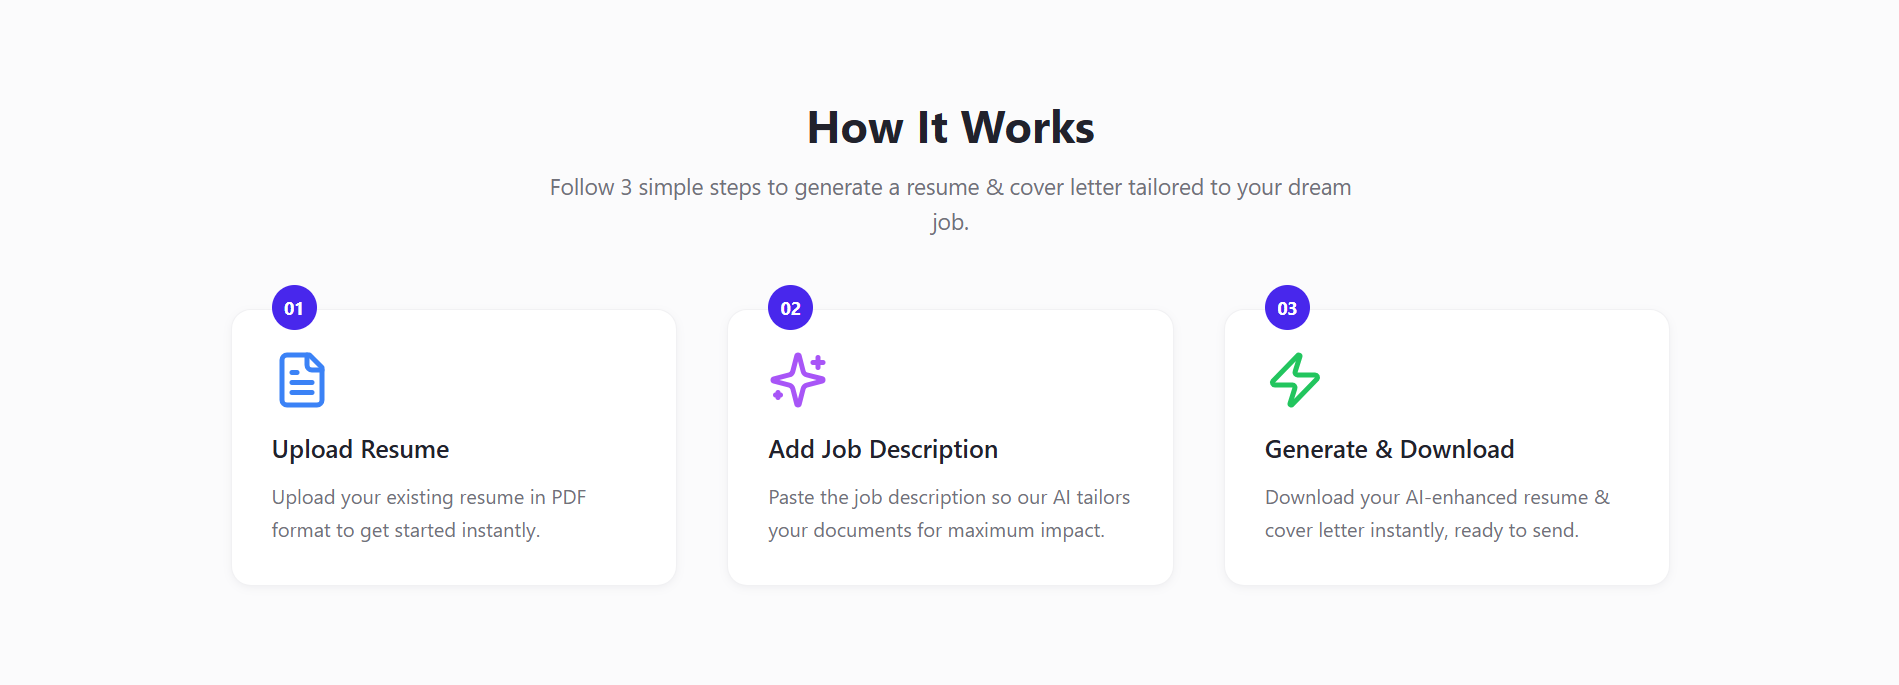 How It Works
Follow 3 simple steps to generate a resume & cover letter tailored to your dream
job.
01
Upload Resume
Upload your existing resume in PDF
format to get started instantly.
02
Add Job Description
Paste the job description so our AI tailors
your documents for maximum impact.
03
Generate & Download
Download your AI-enhanced resume &
cover letter instantly, ready to send.